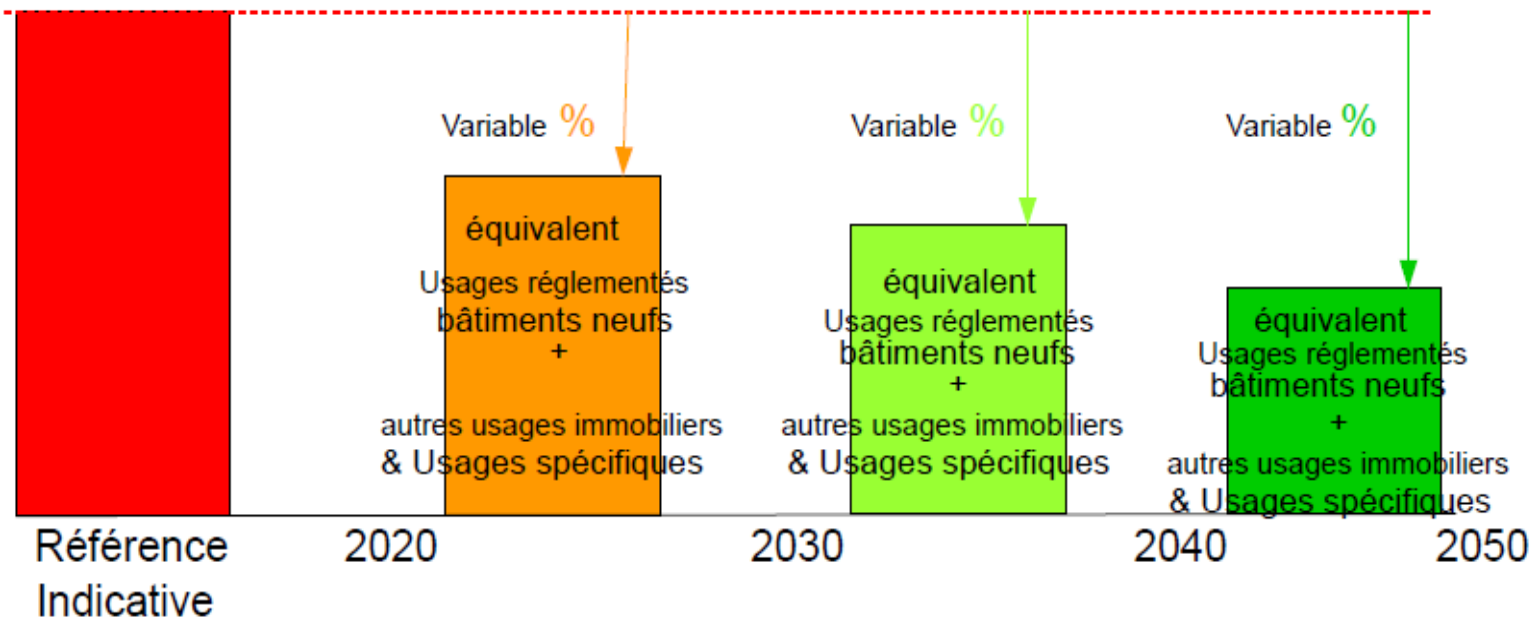 Variable %
Variable %
Variable %
équivalent
Usages réglementés
bâtiments neufs
+
autres usages immobiliers
& Usages spécifiques
équivalent
Usages réglementés
bâtiments neufs
+
autres usages immobiliers
& Usages spécifiques
équivalent
Usages réglementés
bâtiments neufs
+
autres usages immobiliers
& Usages spécifiques
Référence
Indicative
2020
2030
2040
2050